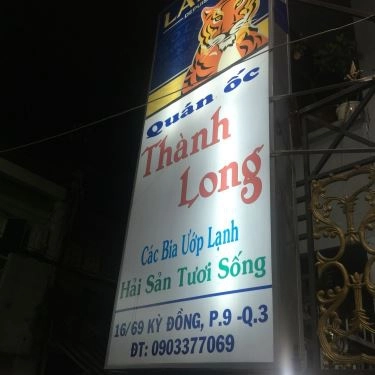 DEPUIS
Quán ốc
Thành
Long
Các Bia Ướp Lạnh
Hải Sản Tươi Sống
16/69 KỲ ĐỒNG, P.9 -Q.3
ĐT: 0903377069